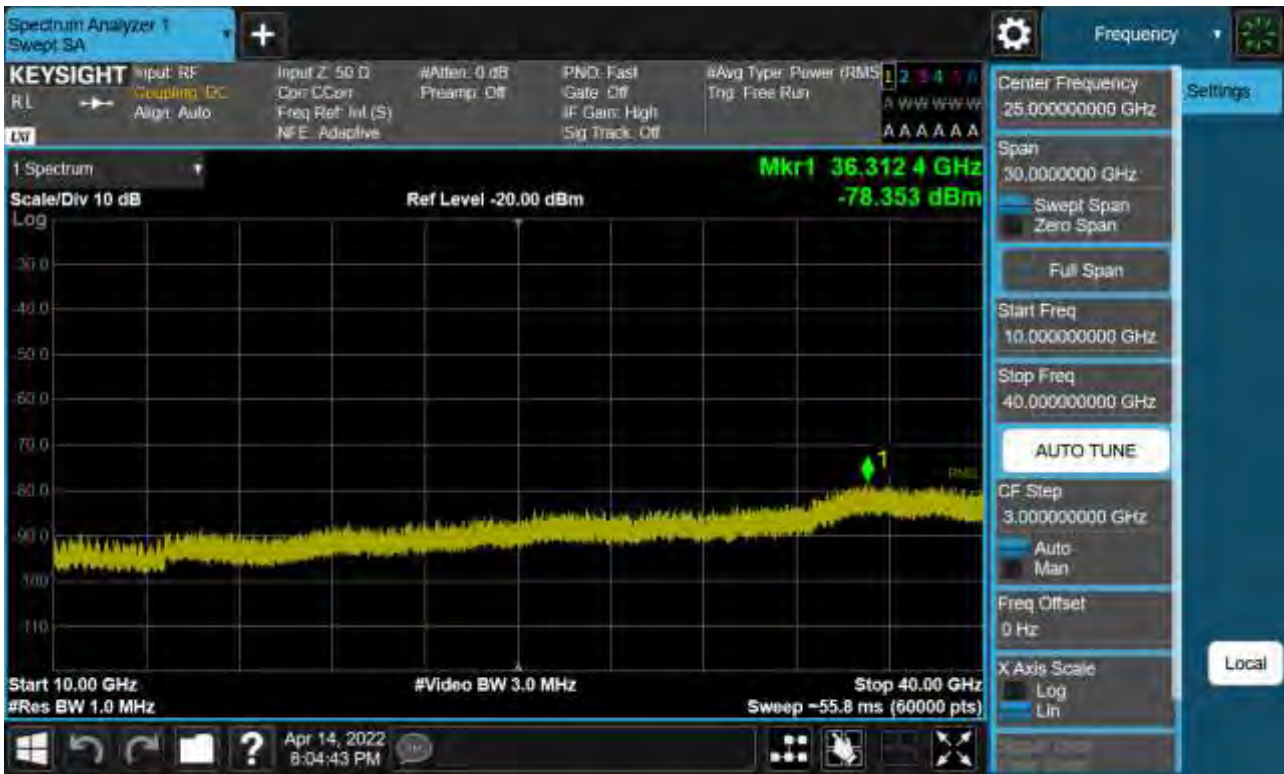 Spectrum Analyzer 1
Swept SA
+
Frequency
KEYSIGHT
RL
LXI
Input: RF
Coupling: DC
Align: Auto
Input Z: 50 Ω
Corr CCorr
Freq Ref: Int (S)
NFE: Adaptive
#Atten: 0 dB
Preamp: Off
PNO: Fast
Gate: Off
IF Gain: High
Sig Track: Off
#Avg Type: Power (RMS
Trig: Free Run
1 2 3 4 5 6
A W W W W W
A A A A A A
1 Spectrum
Scale/Div 10 dB
Log
Ref Level -20.00 dBm
Mkr1 36.312 4 GHz
-78.353 dBm
-30.0
-40.0
-50.0
-60.0
-70.0
-80.0
-90.0
-100
-110
1
RMS
Start 10.00 GHz
#Res BW 1.0 MHz
#Video BW 3.0 MHz
Stop 40.00 GHz
Sweep ~55.8 ms (60000 pts)
?
Apr 14, 2022
8:04:43 PM
Center Frequency
25.000000000 GHz
Span
30.0000000 GHz
Swept Span
Zero Span
Full Span
Start Freq
10.000000000 GHz
Stop Freq
40.000000000 GHz
AUTO TUNE
CF Step
3.000000000 GHz
Auto
Man
Freq Offset
0 Hz
X Axis Scale
Log
Lin
Settings
Local